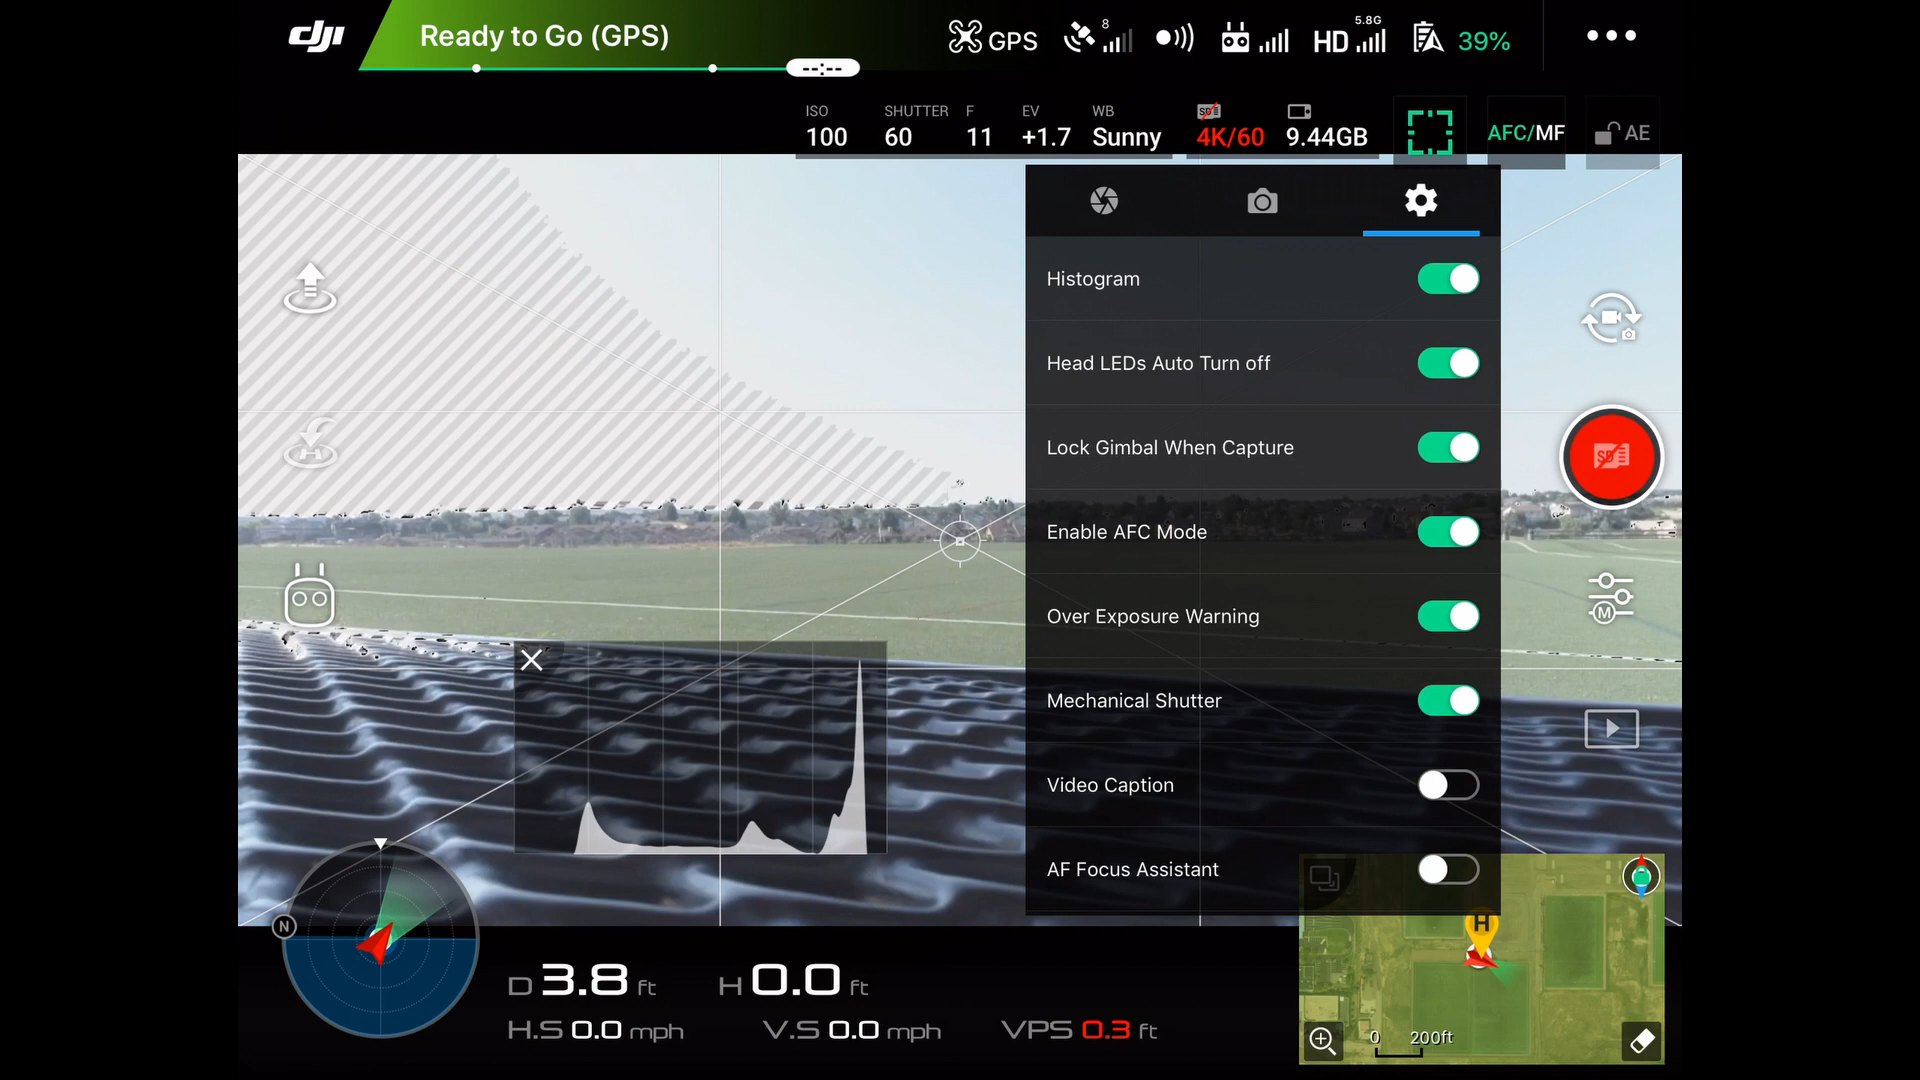 dji
Ready to Go (GPS)
--:--
GPS
8
HD
5.8G
39%
ISO
100
SHUTTER
60
F
11
EV
+1.7
WB
Sunny
SD
4K/60
9.44GB
AFC/MF
AE
Histogram
Head LEDs Auto Turn off
Lock Gimbal When Capture
Enable AFC Mode
Over Exposure Warning
Mechanical Shutter
Video Caption
AF Focus Assistant
H
SD
M
N
D 3.8 ft
H 0.0 ft
H.S 0.0 mph
V.S 0.0 mph
VPS 0.3 ft
H
0
200ft